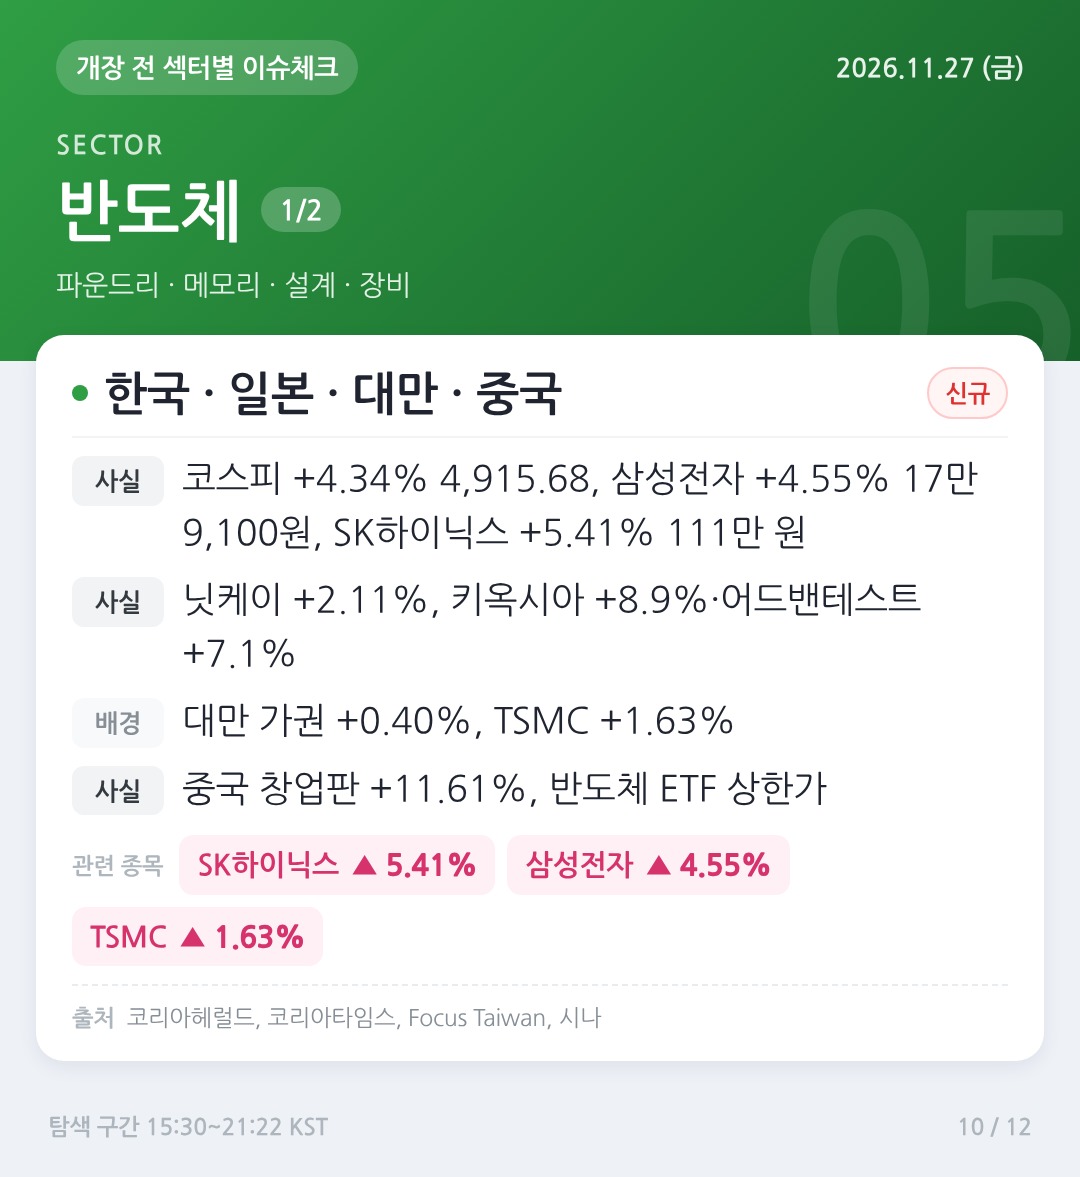 개장 전 섹터별 이슈체크
2026.11.27 (금)
SECTOR
반도체 1/2
파운드리 · 메모리 · 설계 · 장비
05
한국 · 일본 · 대만 · 중국
신규
사실 코스피 +4.34% 4,915.68, 삼성전자 +4.55% 17만
9,100원, SK하이닉스 +5.41% 111만 원
사실 닛케이 +2.11%, 키옥시아 +8.9%·어드밴테스트
+7.1%
배경 대만 가권 +0.40%, TSMC +1.63%
사실 중국 창업판 +11.61%, 반도체 ETF 상한가
관련 종목 SK하이닉스 ▲ 5.41% 삼성전자 ▲ 4.55%
TSMC ▲ 1.63%
출처 코리아헤럴드, 코리아타임스, Focus Taiwan, 시나
탐색 구간 15:30~21:22 KST
10 / 12